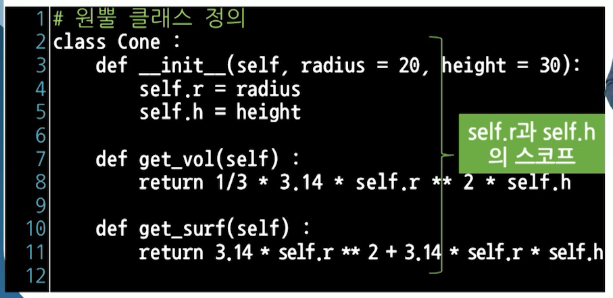 1 # 원뿔 클래스 정의
2 class Cone :
3     def __init__(self, radius = 20, height = 30):
4         self.r = radius
5         self.h = height
6
7     def get_vol(self) :
8         return 1/3 * 3.14 * self.r ** 2 * self.h
9
10     def get_surf(self) :
11         return 3.14 * self.r ** 2 + 3.14 * self.r * self.h
12
self.r과 self.h
의 스코프